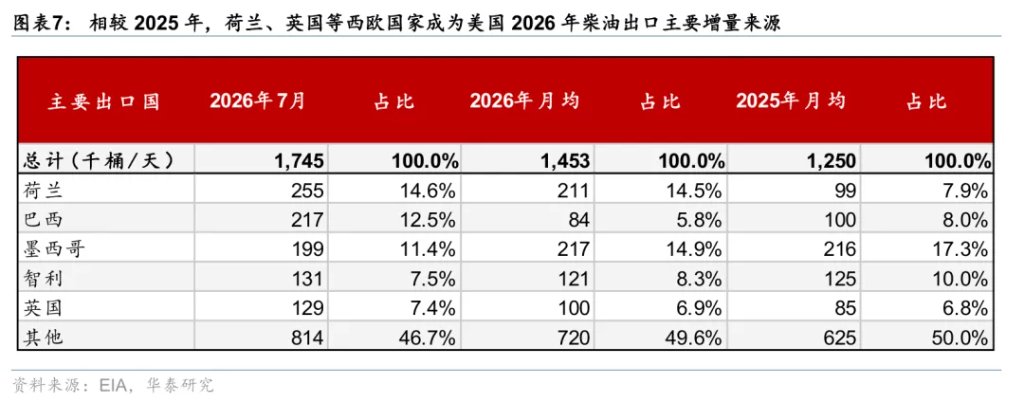 图表7： 相较 2025 年，荷兰、英国等西欧国家成为美国 2026 年柴油出口主要增量来源
主要出口国 2026年7月 占比 2026年月均 占比 2025年月均 占比
总计(千桶/天) 1,745 100.0% 1,453 100.0% 1,250 100.0%
荷兰 255 14.6% 211 14.5% 99 7.9%
巴西 217 12.5% 84 5.8% 100 8.0%
墨西哥 199 11.4% 217 14.9% 216 17.3%
智利 131 7.5% 121 8.3% 125 10.0%
英国 129 7.4% 100 6.9% 85 6.8%
其他 814 46.7% 720 49.6% 625 50.0%
资料来源：EIA，华泰研究